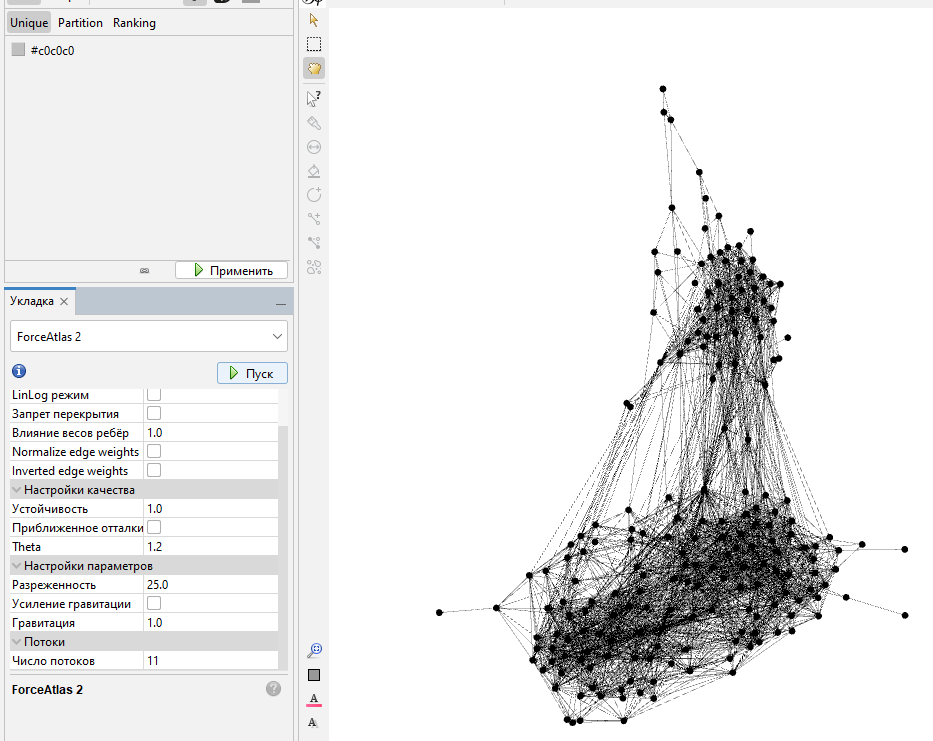 Unique Partition Ranking
#c0c0c0
Применить
Укладка
ForceAtlas 2
Пуск
LinLog режим
Запрет перекрытия
Влияние весов ребёр 1.0
Normalize edge weights
Inverted edge weights
Настройки качества
Устойчивость 1.0
Приближенное отталки
Theta 1.2
Настройки параметров
Разреженность 25.0
Усиление гравитации
Гравитация 1.0
Потоки
Число потоков 11
ForceAtlas 2
?
A
A